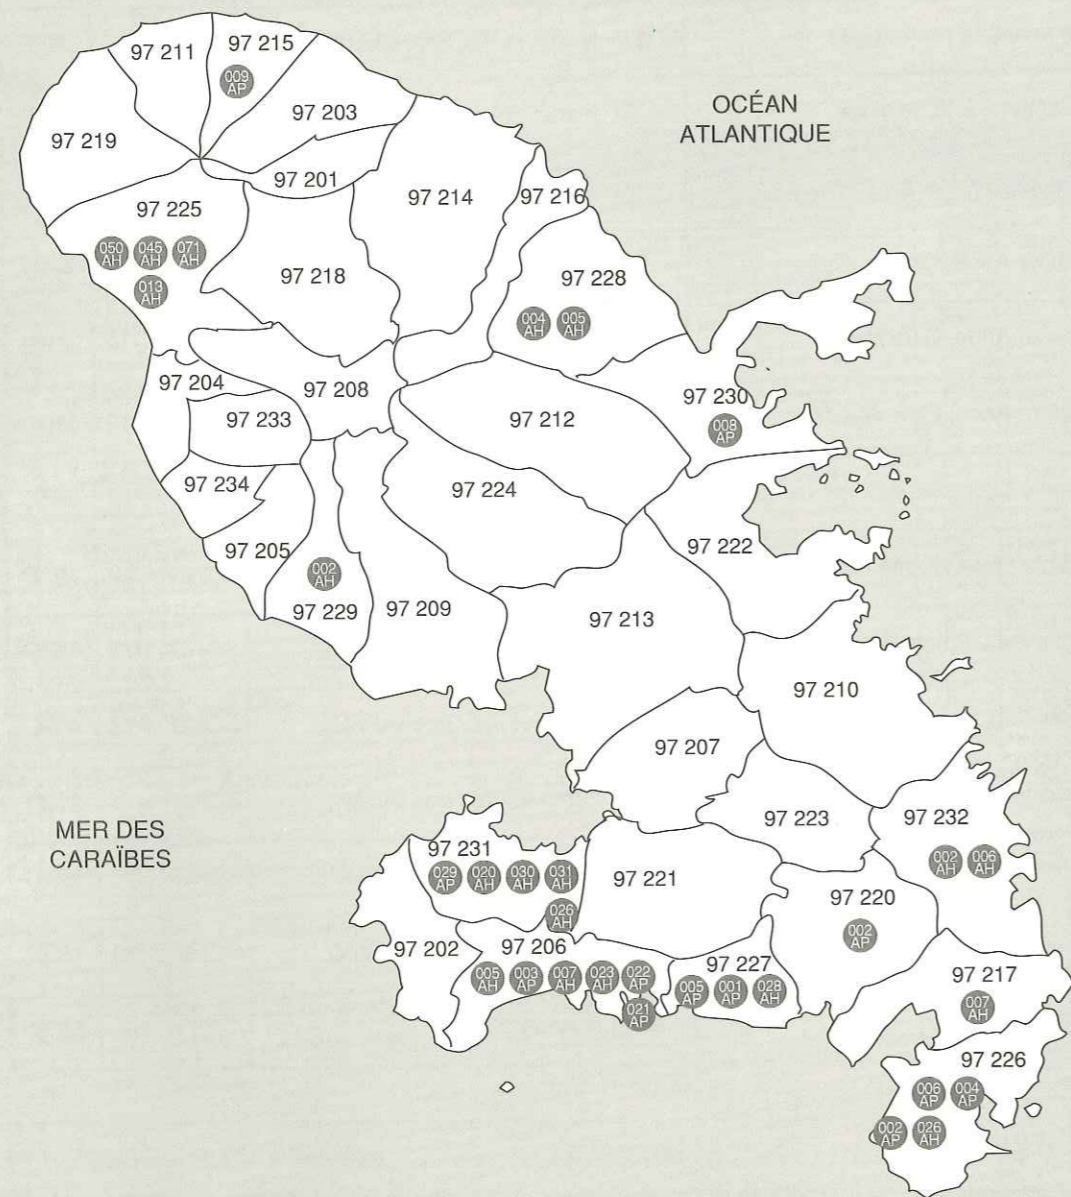 97 211
97 215
009
AP
97 203
97 219
97 201
OCÉAN
ATLANTIQUE
97 214
97 216
97 225
050
AH
045
AH
071
AH
013
AH
97 218
97 228
004
AH
005
AH
97 204
97 208
97 230
008
AP
97 233
97 212
97 234
97 224
97 205
97 222
002
AH
97 229
97 209
97 213
97 210
97 207
MER DES
CARAÏBES
97 223
97 232
002
AH
006
AH
97 231
029
AP
020
AH
030
AH
031
AH
026
AH
97 221
97 220
002
AP
97 202
97 206
005
AH
003
AP
007
AH
023
AH
022
AP
021
AP
97 227
005
AP
001
AP
028
AH
97 217
007
AH
97 226
006
AP
004
AP
002
AP
026
AH